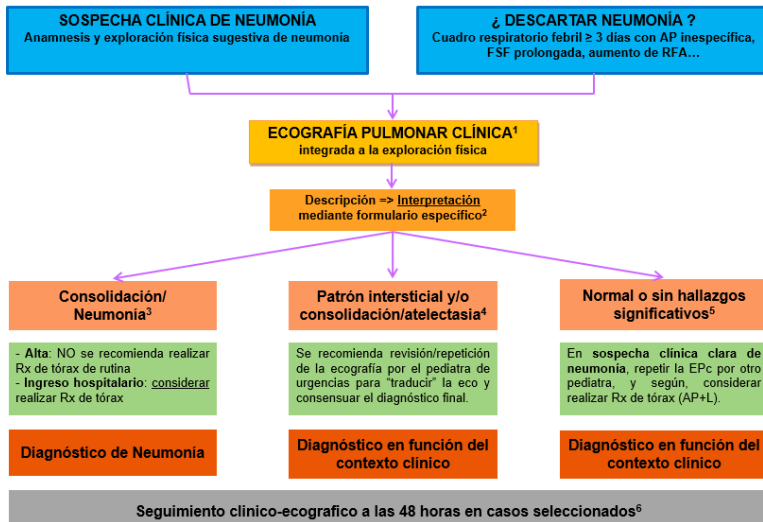 SOSPECHA CLÍNICA DE NEUMONÍA
Anamnesis y exploración física sugestiva de neumonía
¿ DESCARTAR NEUMONÍA ?
Cuadro respiratorio febril ≥ 3 días con AP inespecífica,
FSF prolongada, aumento de RFA…
ECOGRAFÍA PULMONAR CLÍNICA¹
integrada a la exploración física
Descripción => Interpretación
mediante formulario específico²
Consolidación/
Neumonía³
Patrón intersticial y/o
consolidación/atelectasia⁴
Normal o sin hallazgos
significativos⁵
- Alta: NO se recomienda realizar
Rx de tórax de rutina
- Ingreso hospitalario: considerar
realizar Rx de tórax
Se recomienda revisión/repetición
de la ecografía por el pediatra de
urgencias para “traducir” la eco y
consensuar el diagnóstico final.
En sospecha clínica clara de
neumonía, repetir la EPc por otro
pediatra, y según, considerar
realizar Rx de tórax (AP+L).
Diagnóstico de Neumonía
Diagnóstico en función del
contexto clínico
Diagnóstico en función del
contexto clínico
Seguimiento clinico-ecografico a las 48 horas en casos seleccionados⁶